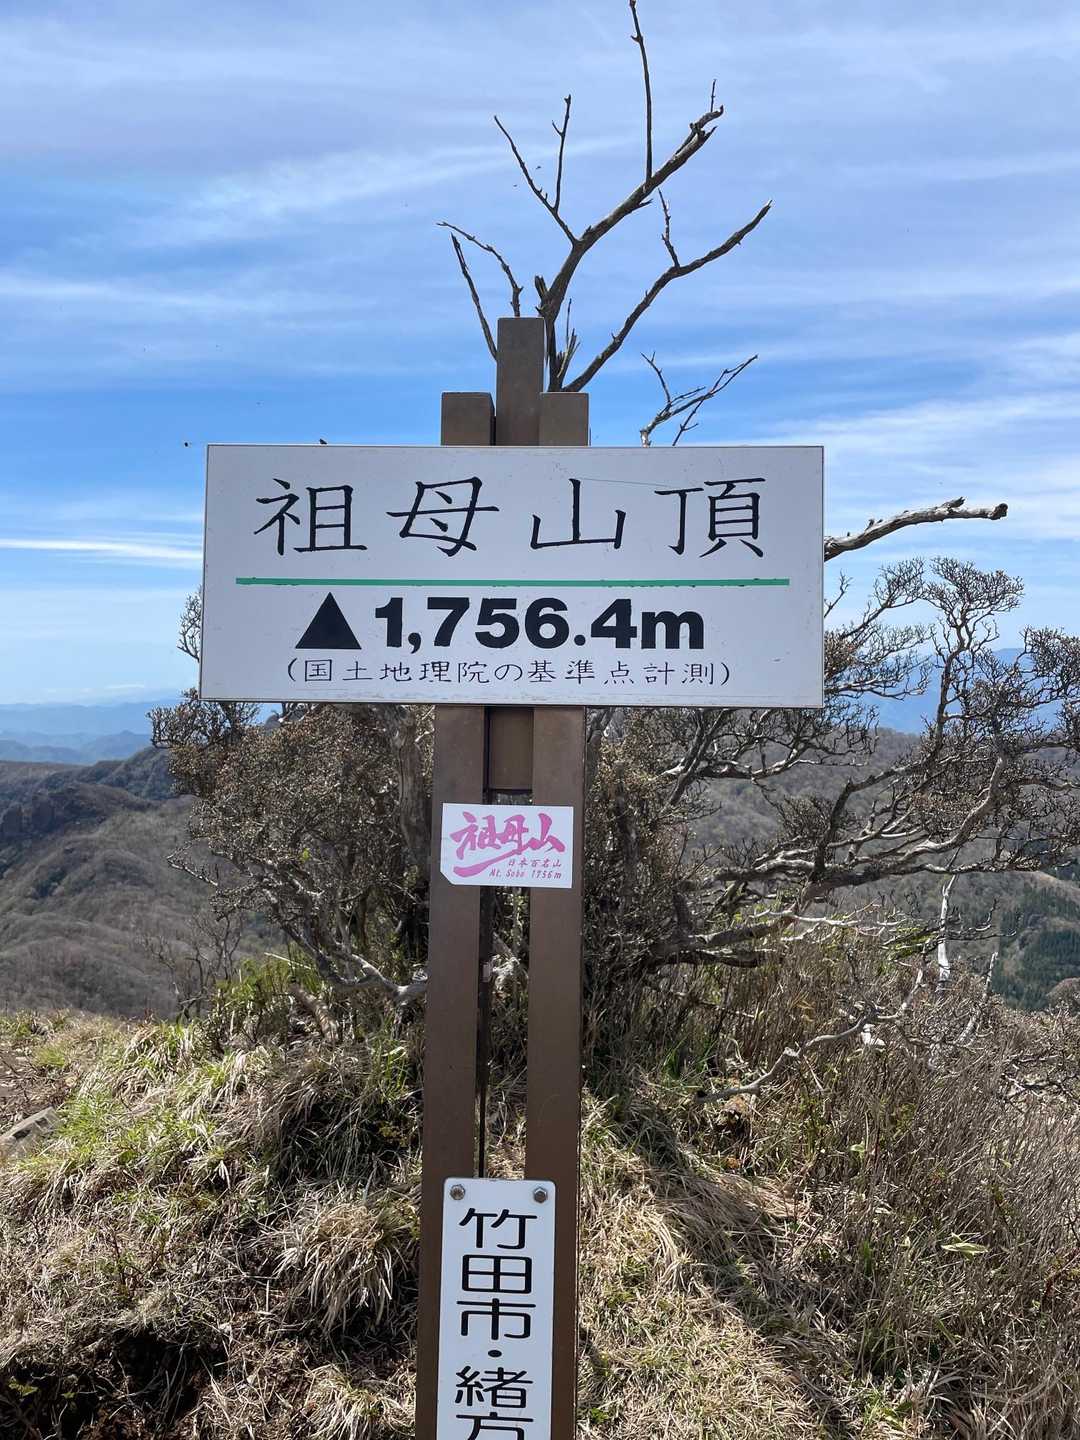 祖母山頂
▲1,756.4m
(国土地理院の基準点計測)
祖母山
日本百名山
Mt. Sobo 1756m
竹田市・緒方